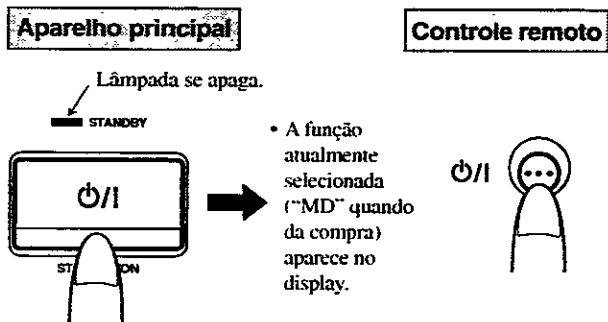 Aparelho principal
Controle remoto
Lâmpada se apaga.
STANDBY
⏻/I
• A função
atualmente
selecionada
("MD" quando
da compra)
aparece no
display.
⏻/I